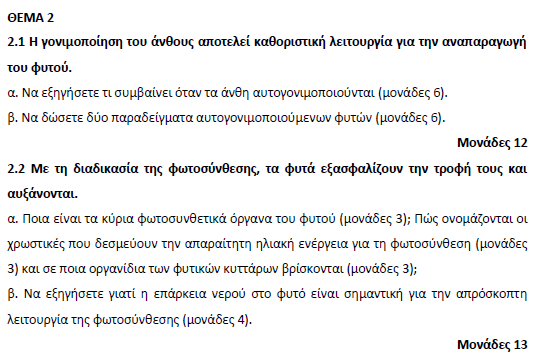 ΘΕΜΑ 2
2.1 Η γονιμοποίηση του άνθους αποτελεί καθοριστική λειτουργία για την αναπαραγωγή
του φυτού.
α. Να εξηγήσετε τι συμβαίνει όταν τα άνθη αυτογονιμοποιούνται (μονάδες 6).
β. Να δώσετε δύο παραδείγματα αυτογονιμοποιούμενων φυτών (μονάδες 6).
Μονάδες 12
2.2 Με τη διαδικασία της φωτοσύνθεσης, τα φυτά εξασφαλίζουν την τροφή τους και
αυξάνονται.
α. Ποια είναι τα κύρια φωτοσυνθετικά όργανα του φυτού (μονάδες 3); Πώς ονομάζονται οι
χρωστικές που δεσμεύουν την απαραίτητη ηλιακή ενέργεια για τη φωτοσύνθεση (μονάδες
3) και σε ποια οργανίδια των φυτικών κυττάρων βρίσκονται (μονάδες 3);
β. Να εξηγήσετε γιατί η επάρκεια νερού στο φυτό είναι σημαντική για την απρόσκοπτη
λειτουργία της φωτοσύνθεσης (μονάδες 4).
Μονάδες 13